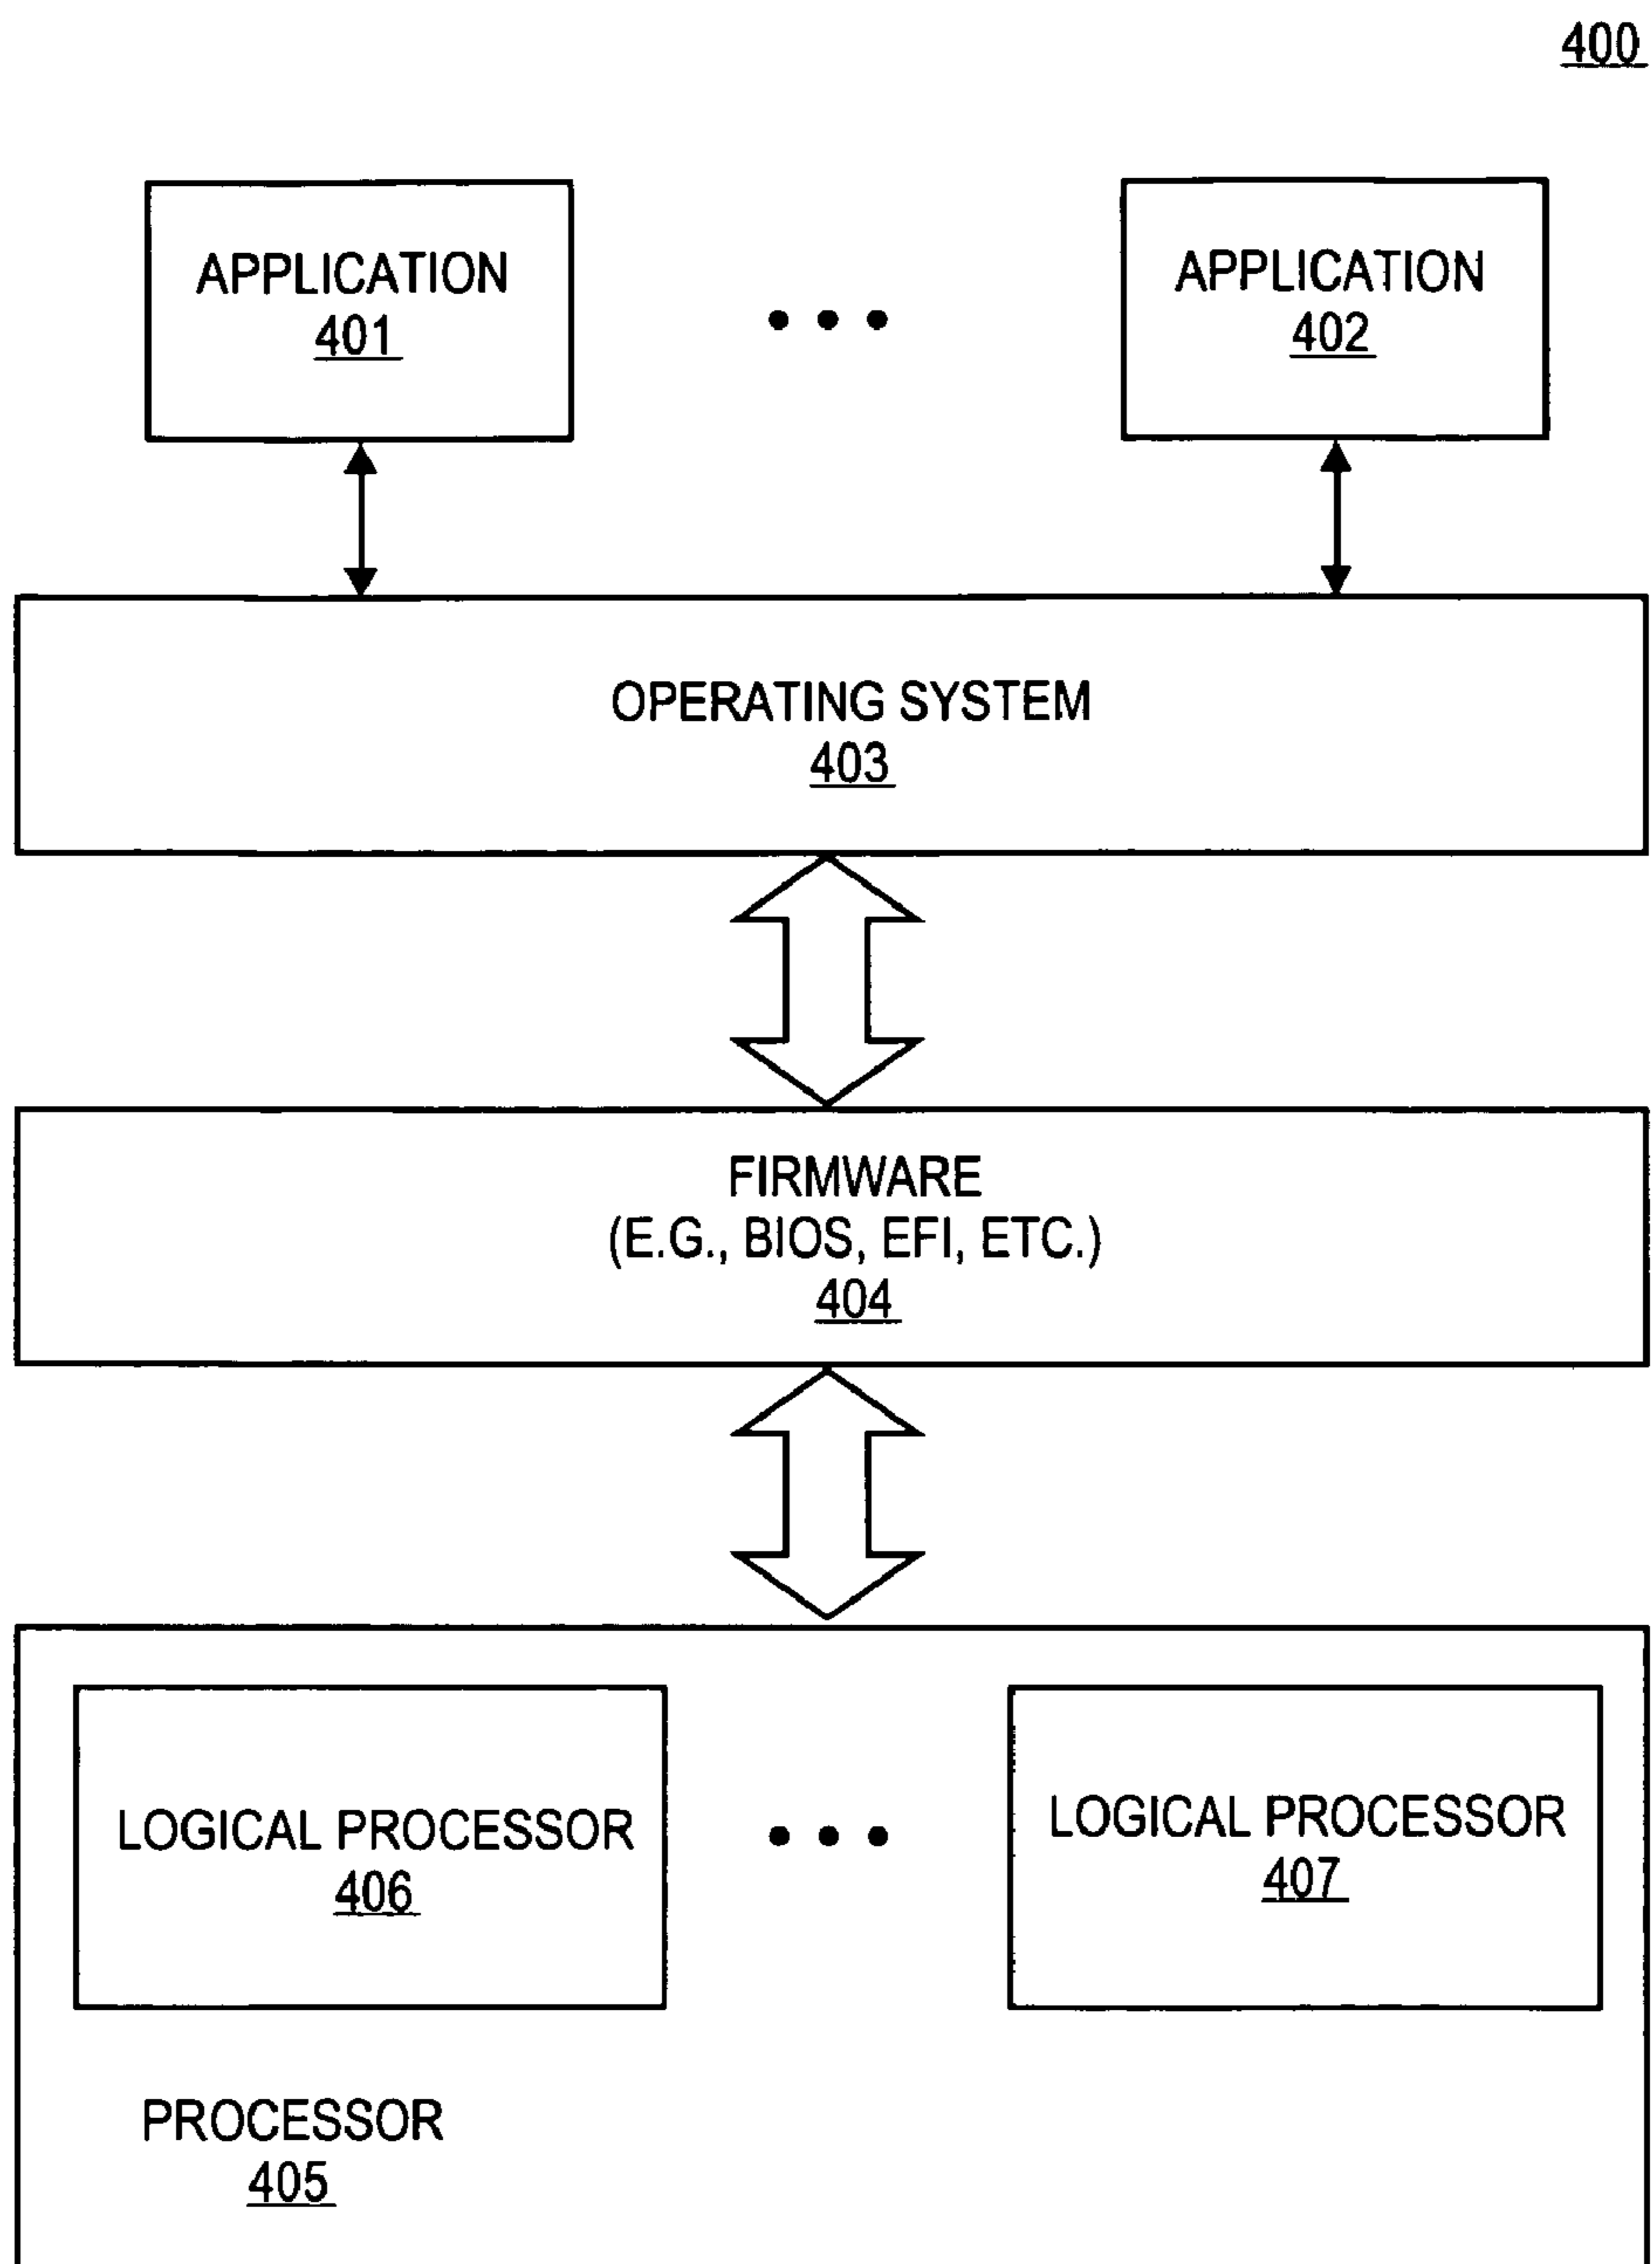 400
APPLICATION
401
APPLICATION
402
OPERATING SYSTEM
403
FIRMWARE
(E.G., BIOS, EFI, ETC.)
404
LOGICAL PROCESSOR
406
LOGICAL PROCESSOR
407
PROCESSOR
405